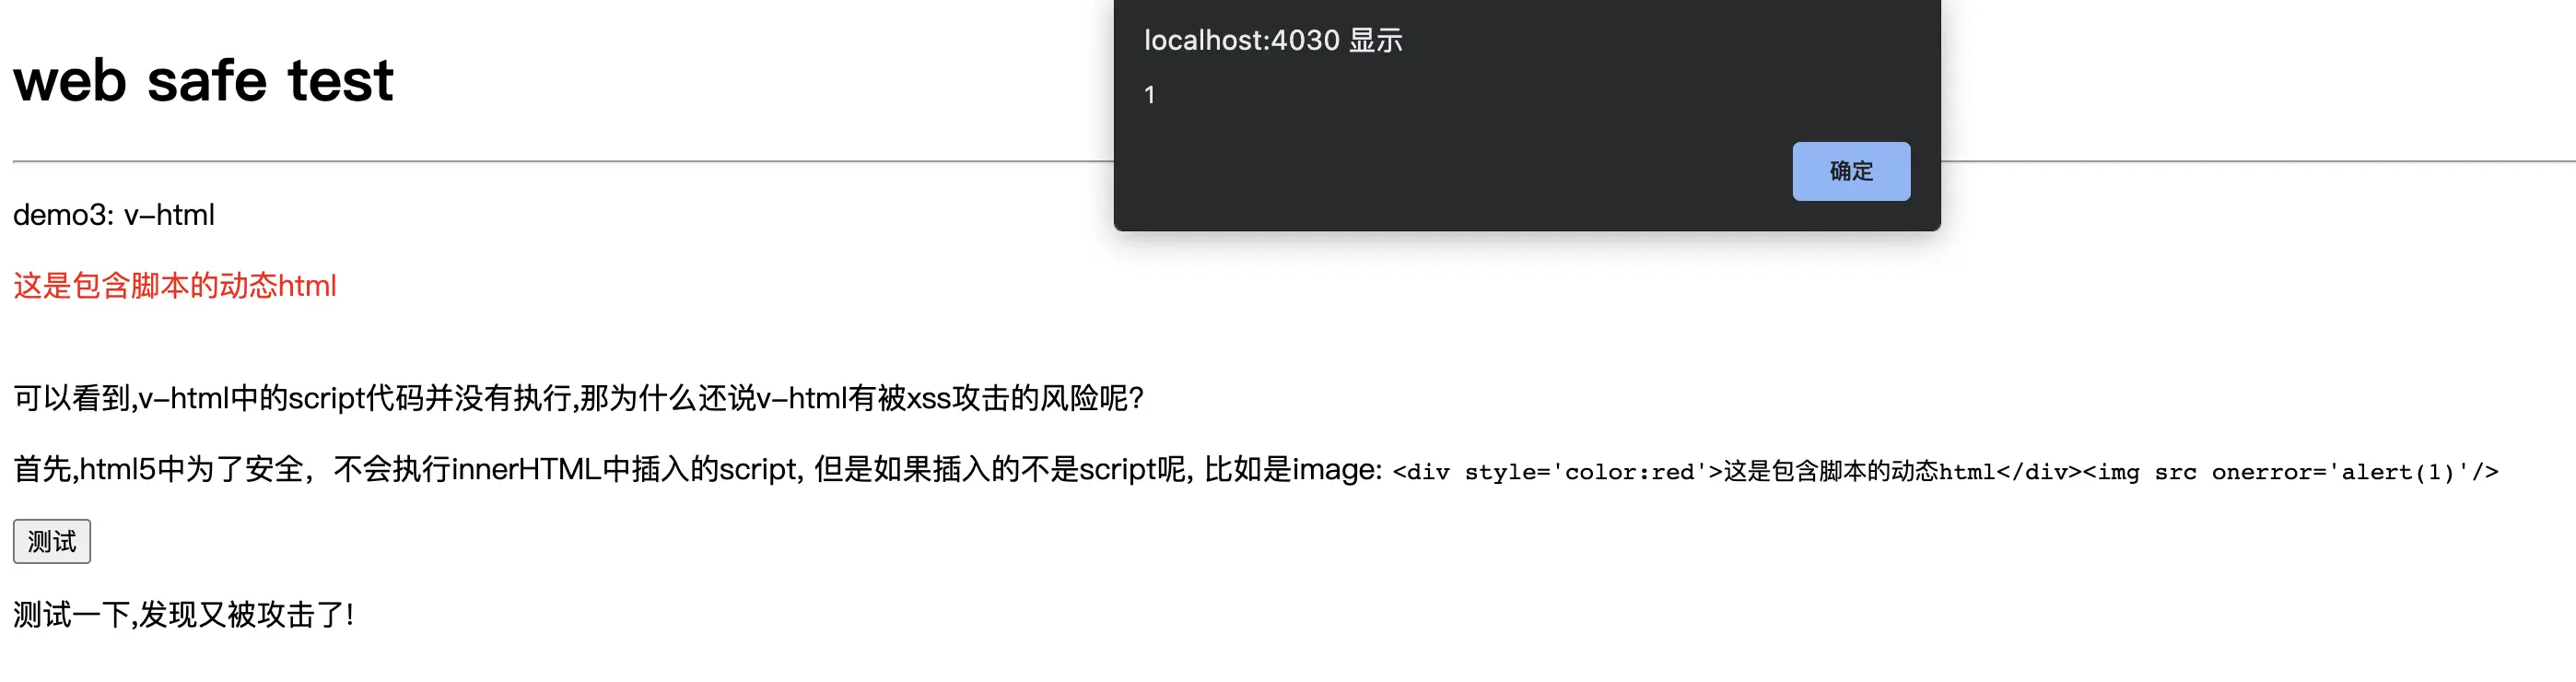 web safe test
localhost:4030 显示
1
确定
demo3: v-html
这是包含脚本的动态html
可以看到,v-html中的script代码并没有执行,那为什么还说v-html有被xss攻击的风险呢?
首先,html5中为了安全，不会执行innerHTML中插入的script, 但是如果插入的不是script呢, 比如是image: <div style='color:red'>这是包含脚本的动态html</div><img src onerror='alert(1)'/>
测试
测试一下,发现又被攻击了!